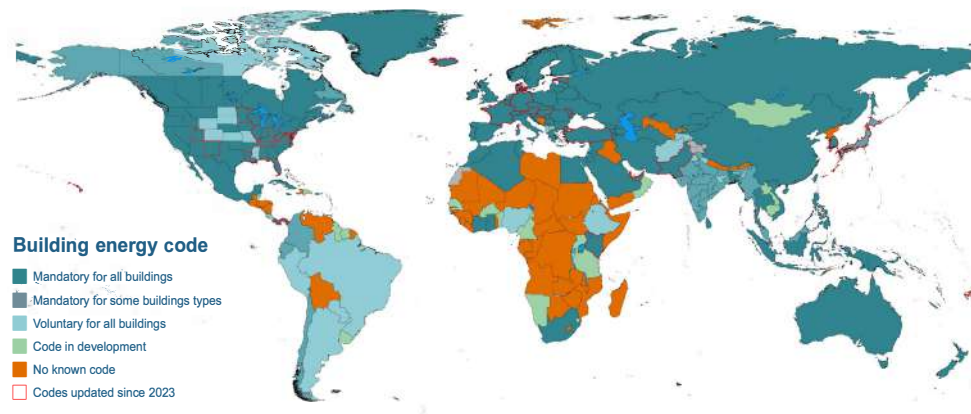 Building energy code
Mandatory for all buildings
Mandatory for some buildings types
Voluntary for all buildings
Code in development
No known code
Codes updated since 2023